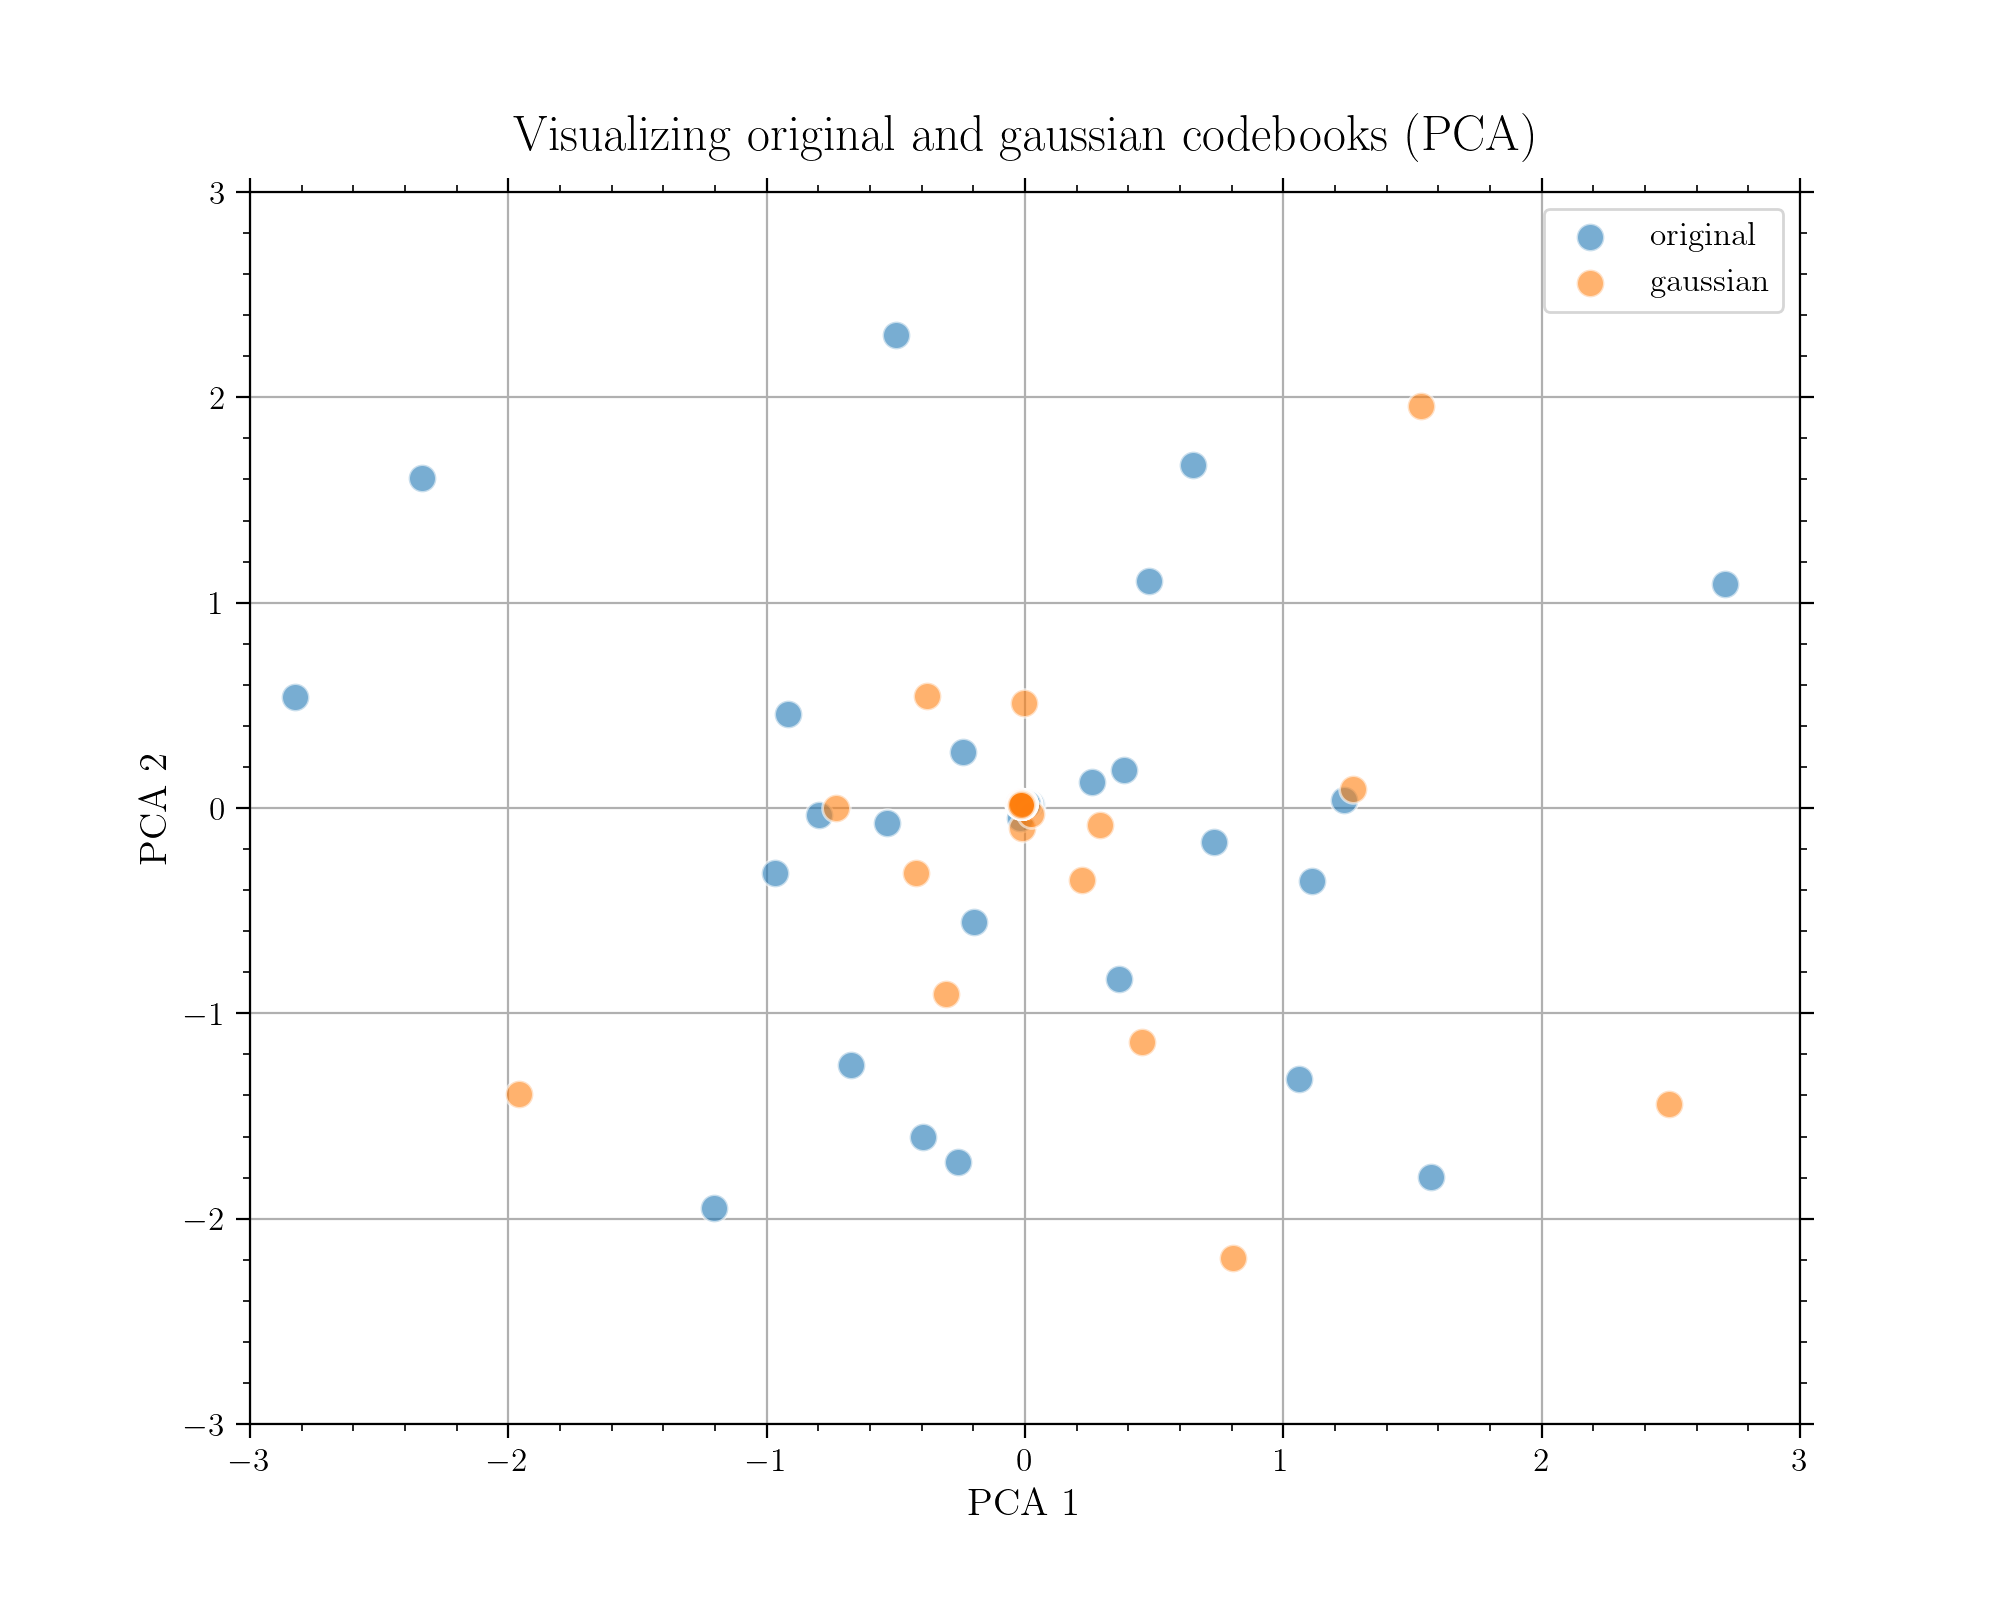 Visualizing original and gaussian codebooks (PCA)
original
gaussian
3
2
1
0
−1
−2
−3
PCA 2
−3
−2
−1
0
1
2
3
PCA 1